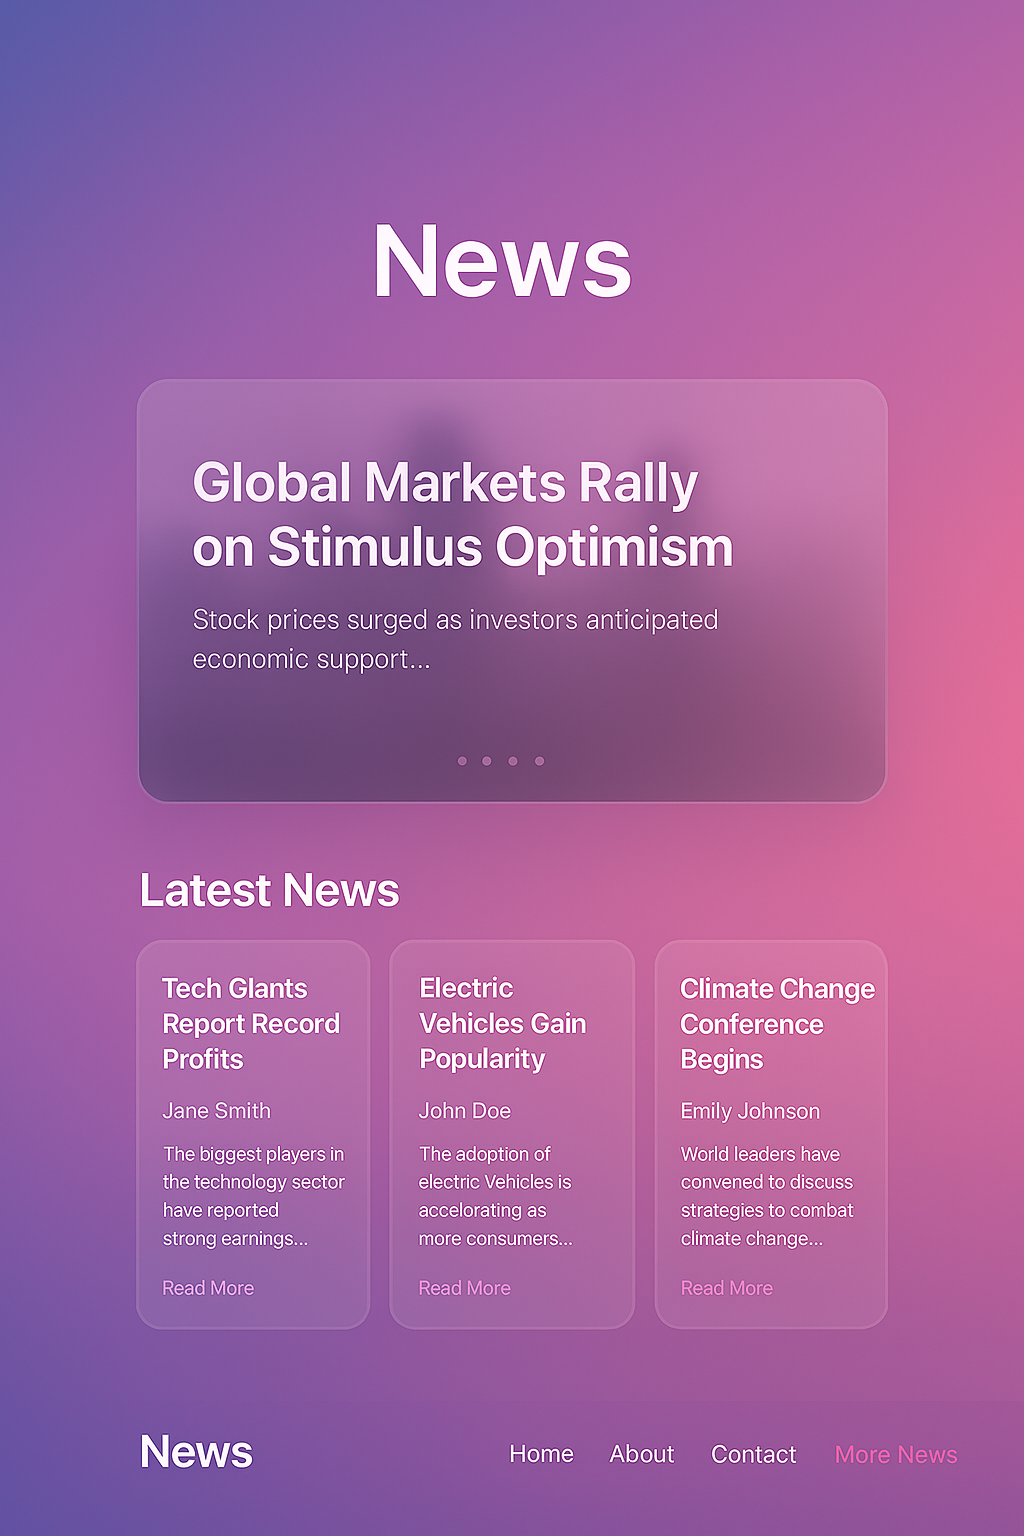 News
Global Markets Rally
on Stimulus Optimism
Stock prices surged as investors anticipated
economic support...
Latest News
Tech Glants
Report Record
Profits
Jane Smith
The biggest players in
the technology sector
have reported
strong earnings...
Read More
Electric
Vehicles Gain
Popularity
John Doe
The adoption of
electric Vehicles is
accelorating as
more consumers...
Read More
Climate Change
Conference
Begins
Emily Johnson
World leaders have
convened to discuss
strategies to combat
climate change...
Read More
News
Home About Contact More News